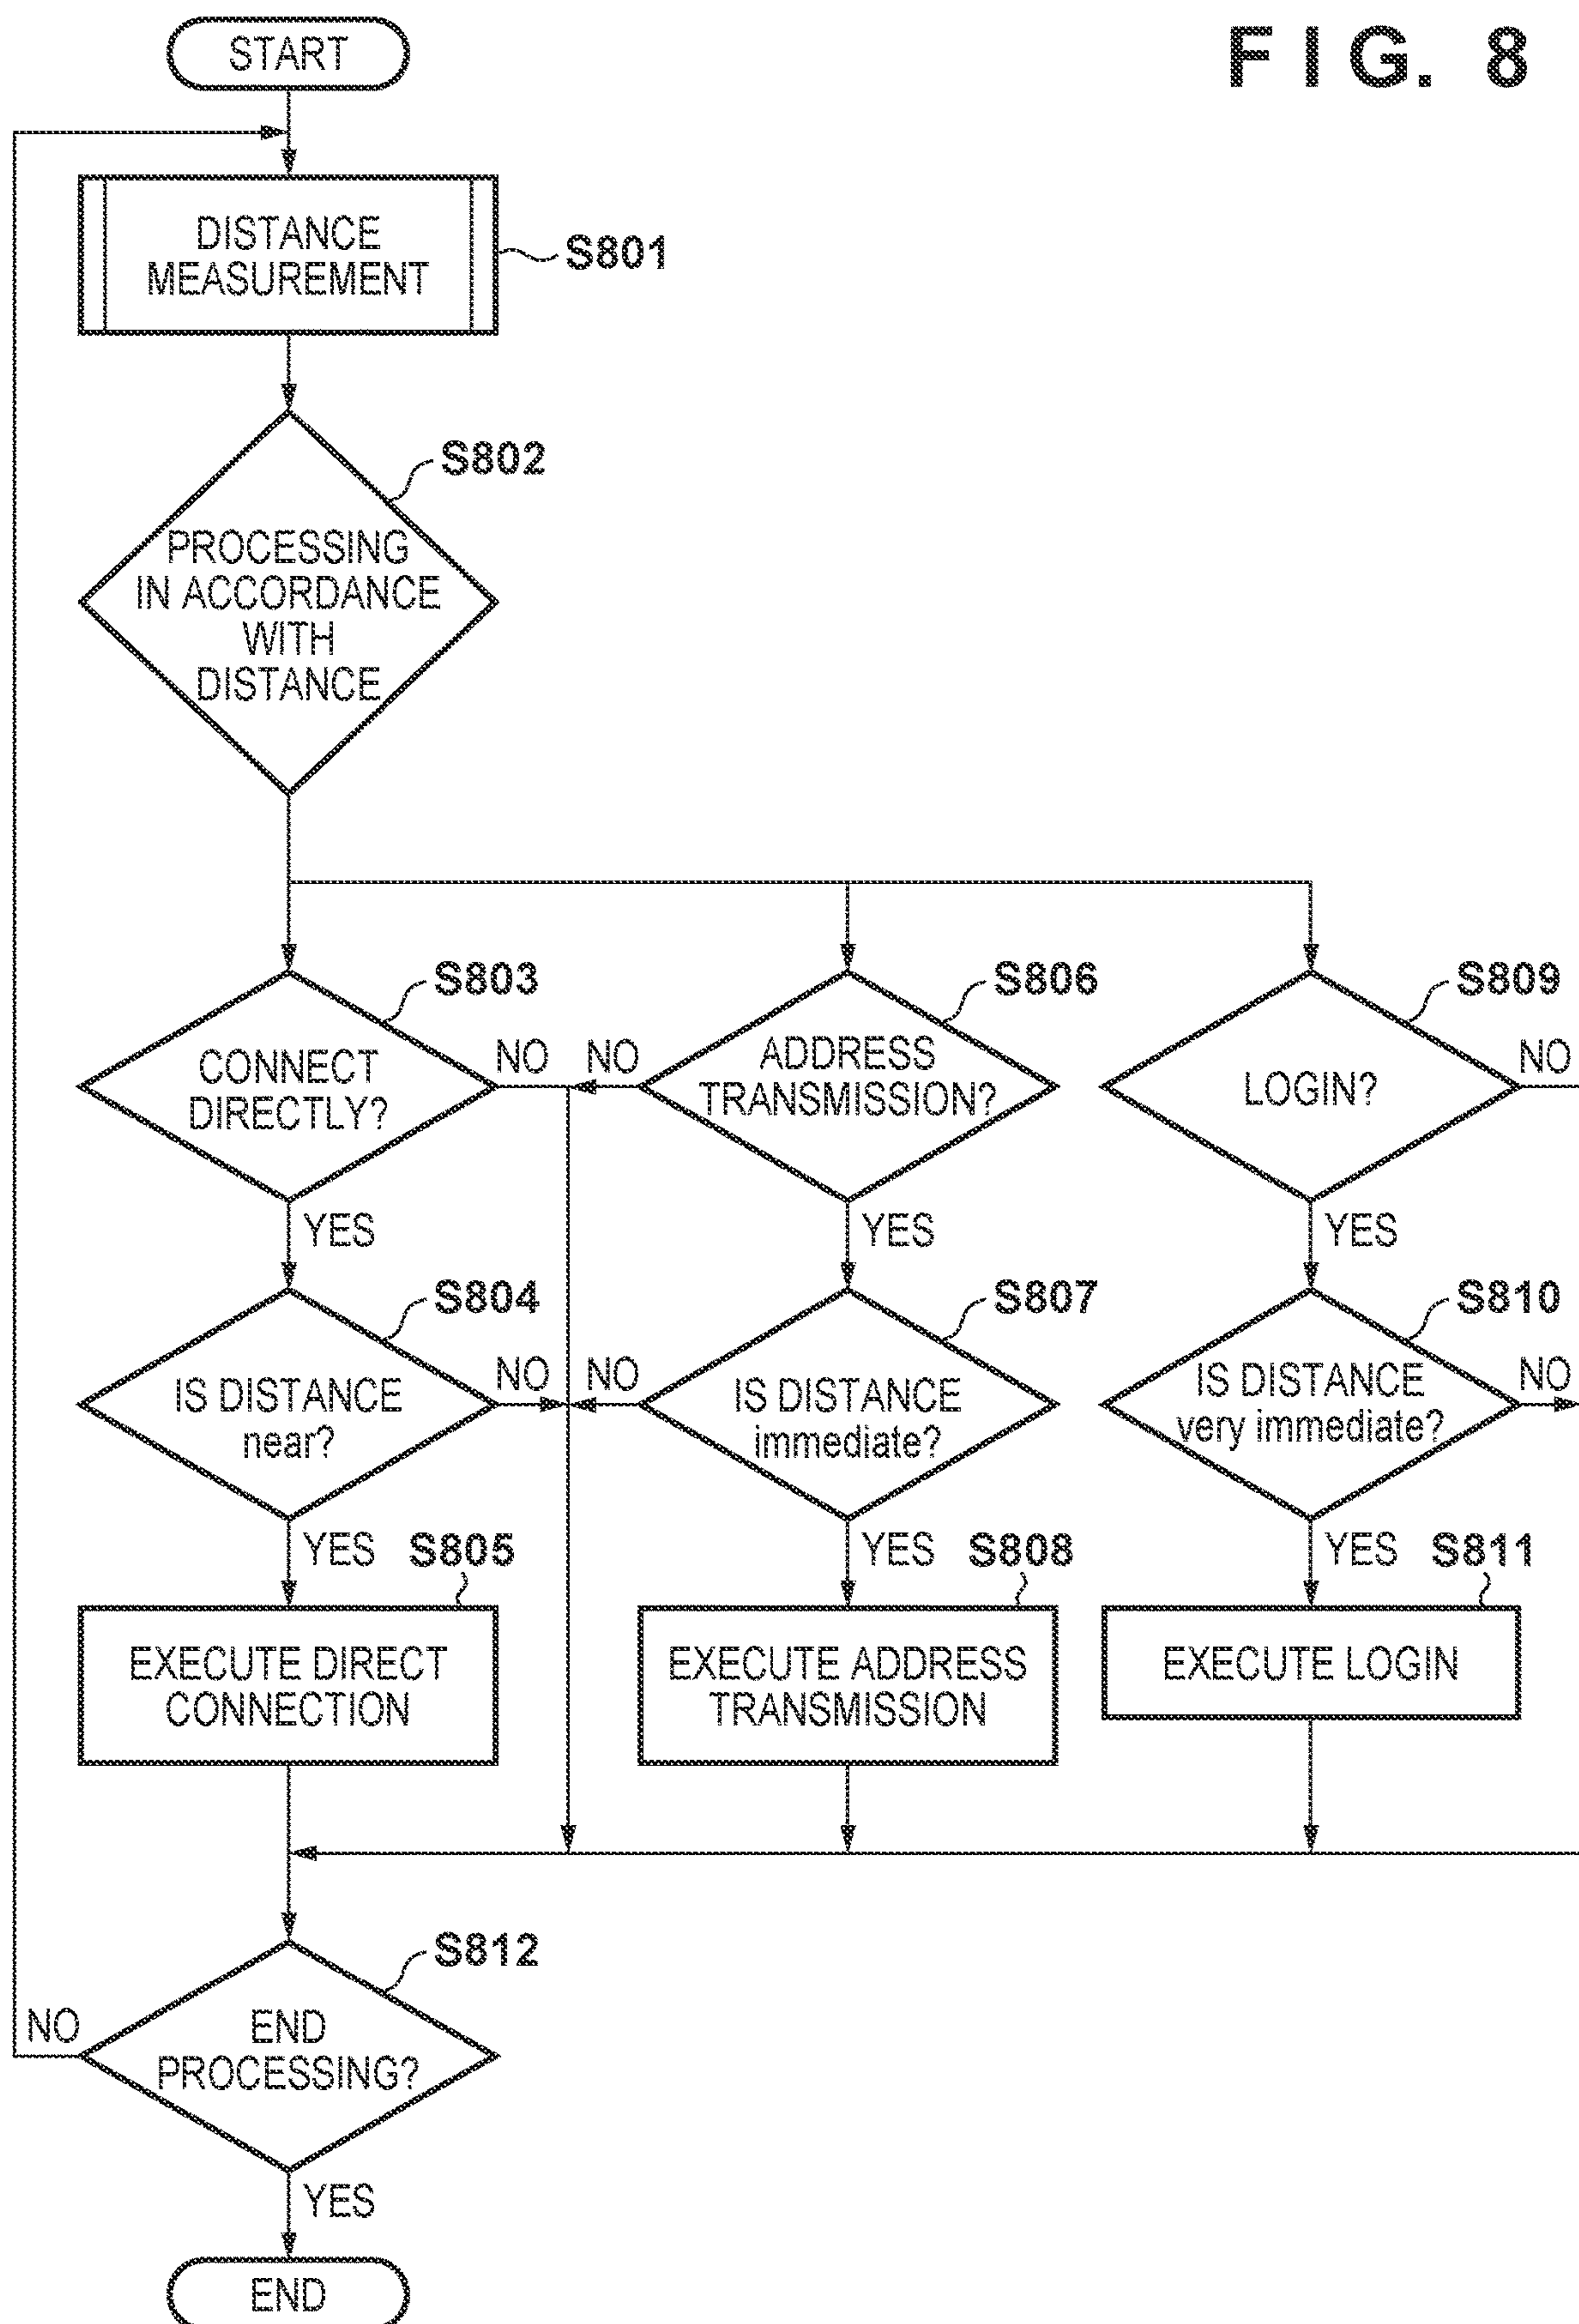 FIG. 8
START
DISTANCE
MEASUREMENT
S801
S802
PROCESSING
IN ACCORDANCE
WITH
DISTANCE
S803
CONNECT
DIRECTLY?
NO
YES
S804
IS DISTANCE
near?
NO
YES
S805
EXECUTE DIRECT
CONNECTION
S806
ADDRESS
TRANSMISSION?
NO
YES
S807
IS DISTANCE
immediate?
NO
YES
S808
EXECUTE ADDRESS
TRANSMISSION
S809
LOGIN?
NO
YES
S810
IS DISTANCE
very immediate?
NO
YES
S811
EXECUTE LOGIN
S812
END
PROCESSING?
NO
YES
END